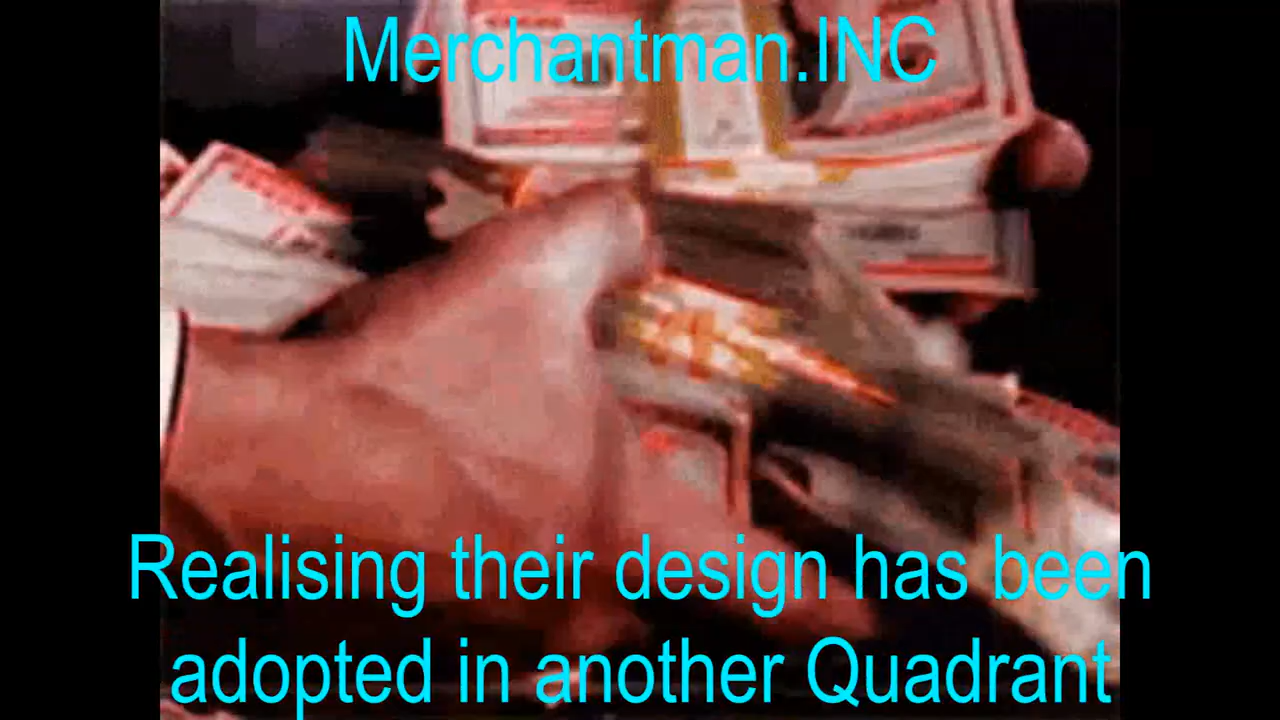 Merchantman.INC
Realising their design has been
adopted in another Quadrant